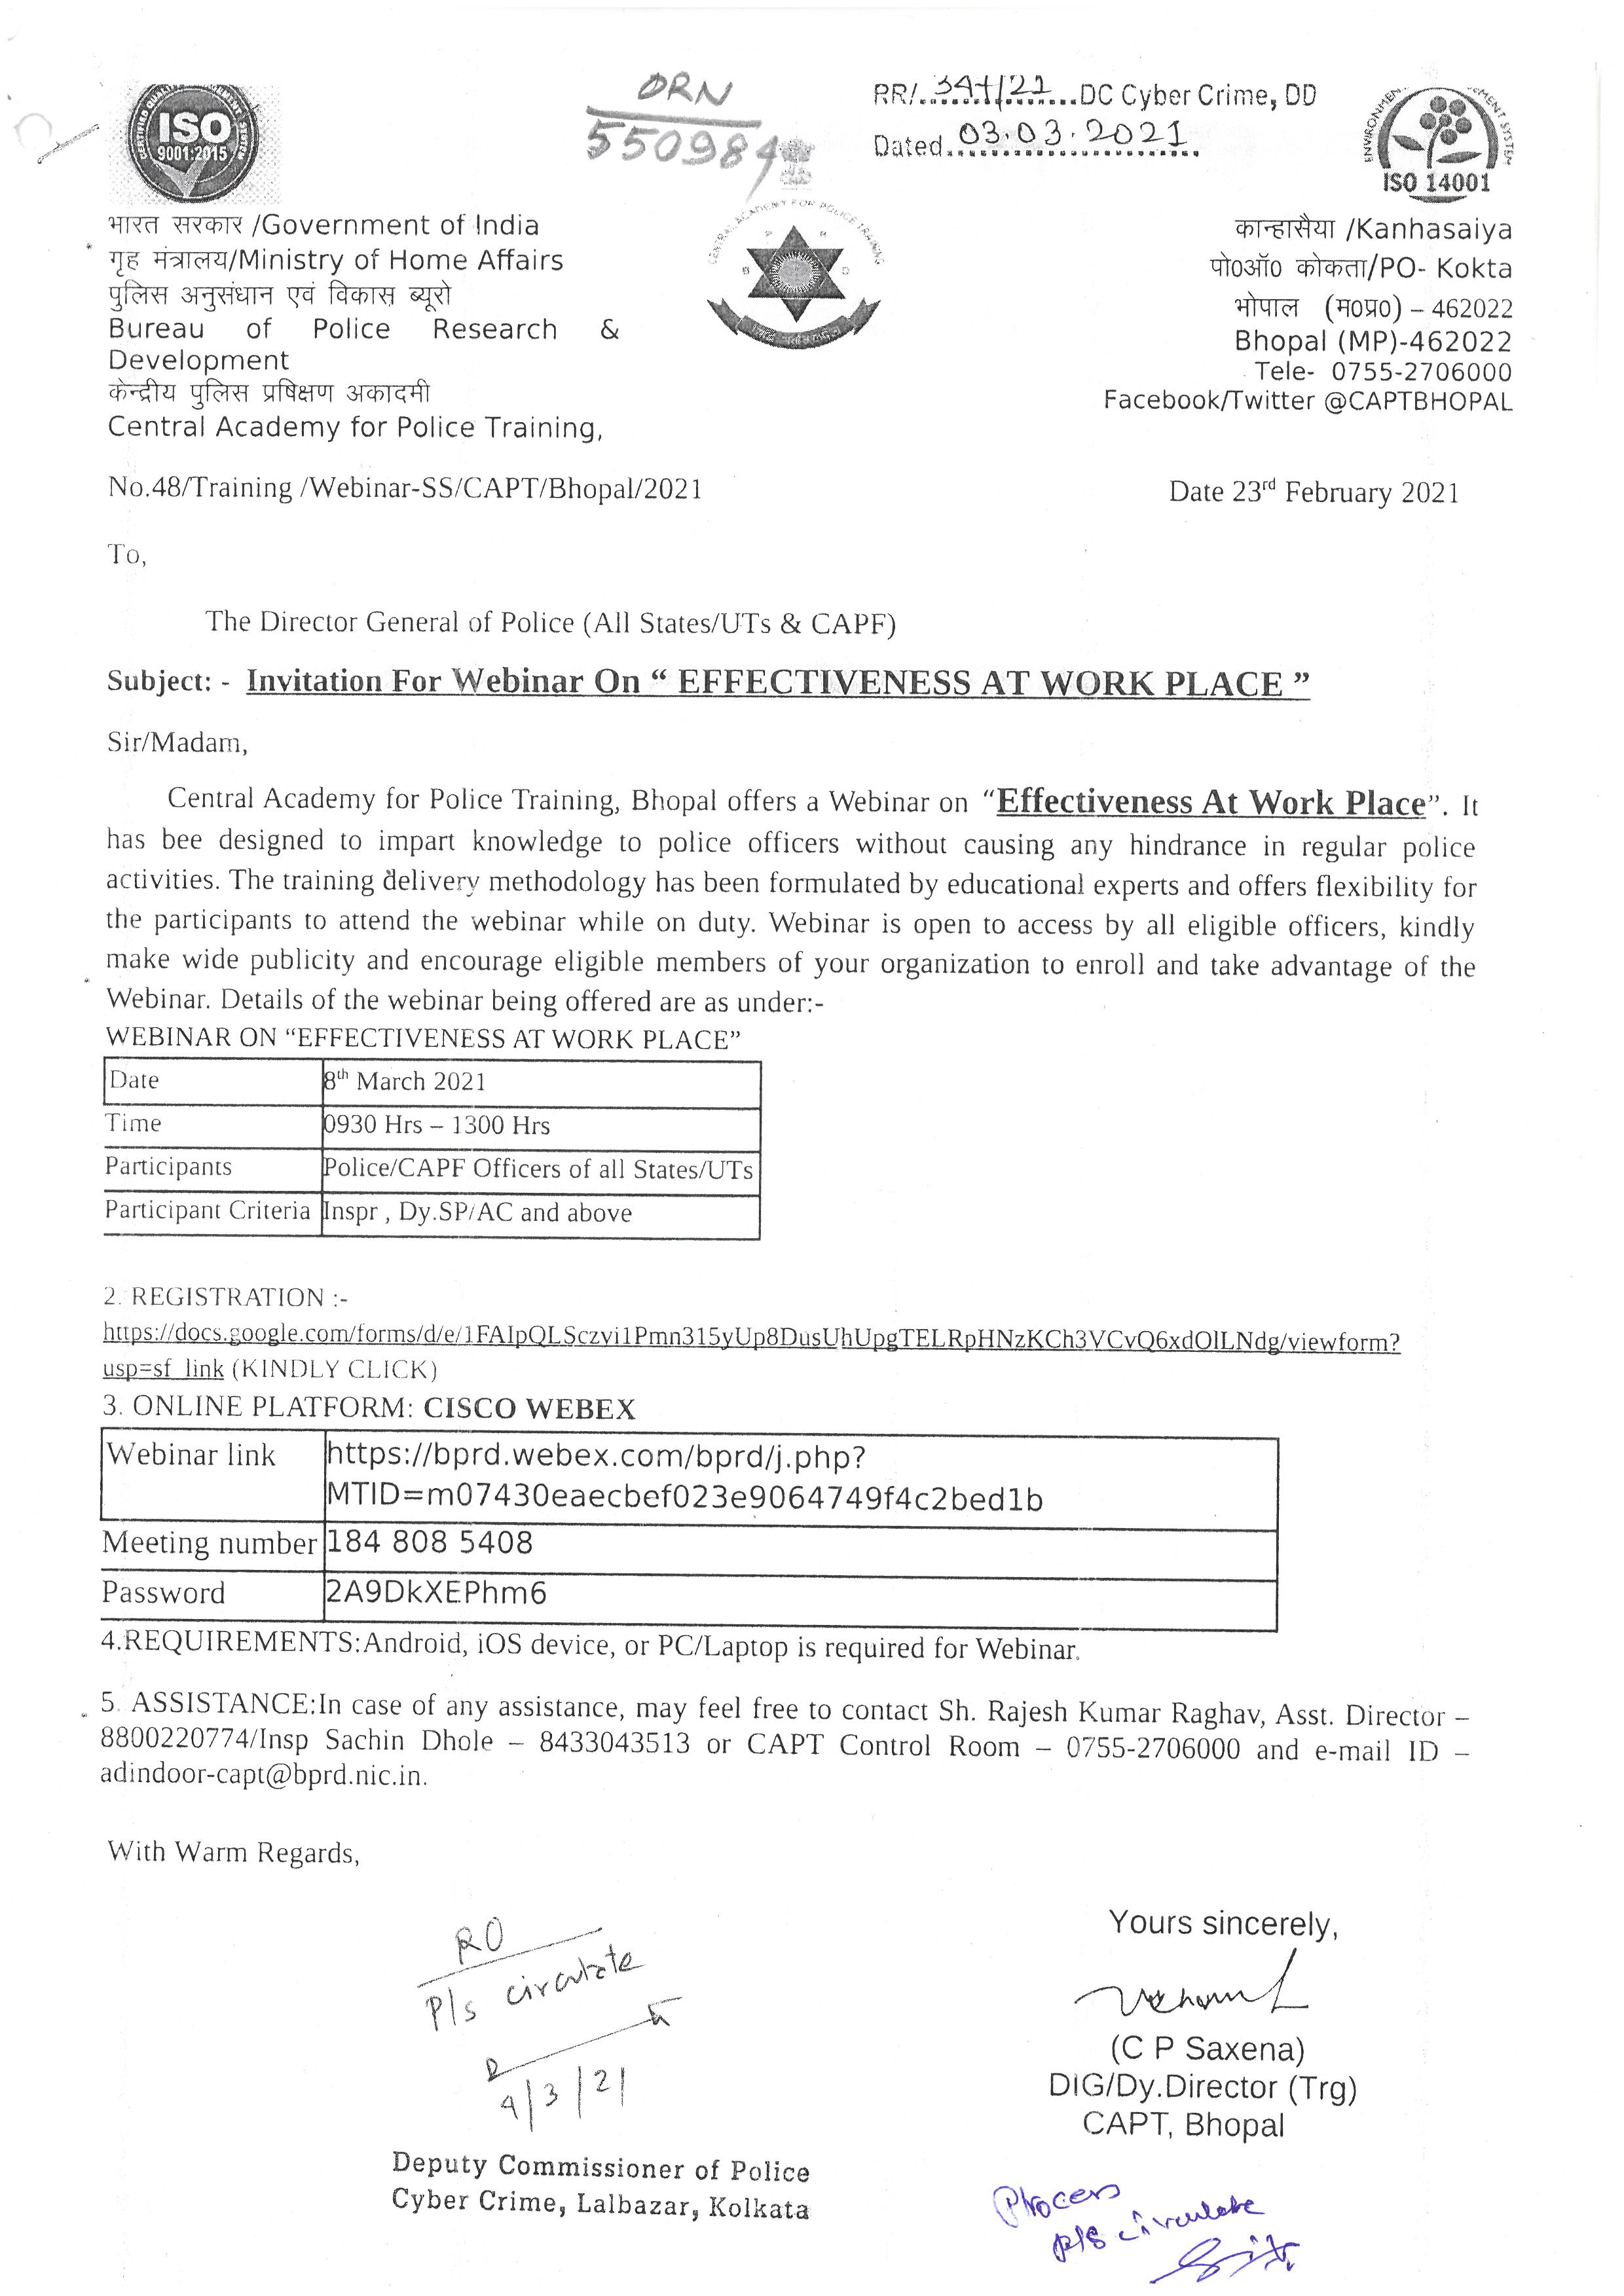 ISO
9001:2015
ORN
550984
RR/. 341/21 DC Cyber Crime, DD
Dated 03.03.2021
ISO 14001
भारत सरकार /Government of India
गृह मंत्रालय/Ministry of Home Affairs
पुलिस अनुसंधान एवं विकास ब्यूरो
Bureau of Police Research &
Development
केन्द्रीय पुलिस प्रषिक्षण अकादमी
Central Academy for Police Training,
CENTRAL ACADEMY FOR POLICE TRAINING
कान्हासैया /Kanhasaiya
पो०ऑ० कोकता/PO- Kokta
भोपाल (म०प्र०) – 462022
Bhopal (MP)-462022
Tele- 0755-2706000
Facebook/Twitter @CAPTBHOPAL
No.48/Training /Webinar-SS/CAPT/Bhopal/2021
Date 23rd February 2021
To,
The Director General of Police (All States/UTs & CAPF)
Subject: - Invitation For Webinar On “ EFFECTIVENESS AT WORK PLACE ”
Sir/Madam,
Central Academy for Police Training, Bhopal offers a Webinar on “Effectiveness At Work Place”. It
has bee designed to impart knowledge to police officers without causing any hindrance in regular police
activities. The training delivery methodology has been formulated by educational experts and offers flexibility for
the participants to attend the webinar while on duty. Webinar is open to access by all eligible officers, kindly
make wide publicity and encourage eligible members of your organization to enroll and take advantage of the
Webinar. Details of the webinar being offered are as under:-
WEBINAR ON “EFFECTIVENESS AT WORK PLACE”
Date 8th March 2021
Time 0930 Hrs – 1300 Hrs
Participants Police/CAPF Officers of all States/UTs
Participant Criteria Inspr , Dy.SP/AC and above
2. REGISTRATION :-
https://docs.google.com/forms/d/e/1FAIpQLSczvi1Pmn315yUp8DusUhUpgTELRpHNzKCh3VCvQ6xdOlLNdg/viewform?
usp=sf_link (KINDLY CLICK)
3. ONLINE PLATFORM: CISCO WEBEX
Webinar link https://bprd.webex.com/bprd/j.php?
MTID=m07430eaecbef023e9064749f4c2bed1b
Meeting number 184 808 5408
Password 2A9DkXEPhm6
4.REQUIREMENTS:Android, iOS device, or PC/Laptop is required for Webinar.
5. ASSISTANCE:In case of any assistance, may feel free to contact Sh. Rajesh Kumar Raghav, Asst. Director –
8800220774/Insp Sachin Dhole – 8433043513 or CAPT Control Room – 0755-2706000 and e-mail ID –
adindoor-capt@bprd.nic.in.
With Warm Regards,
Yours sincerely,
(C P Saxena)
DIG/Dy.Director (Trg)
CAPT, Bhopal
RO
Pls circulate
4/3/21
Deputy Commissioner of Police
Cyber Crime, Lalbazar, Kolkata
Process
pls circulate